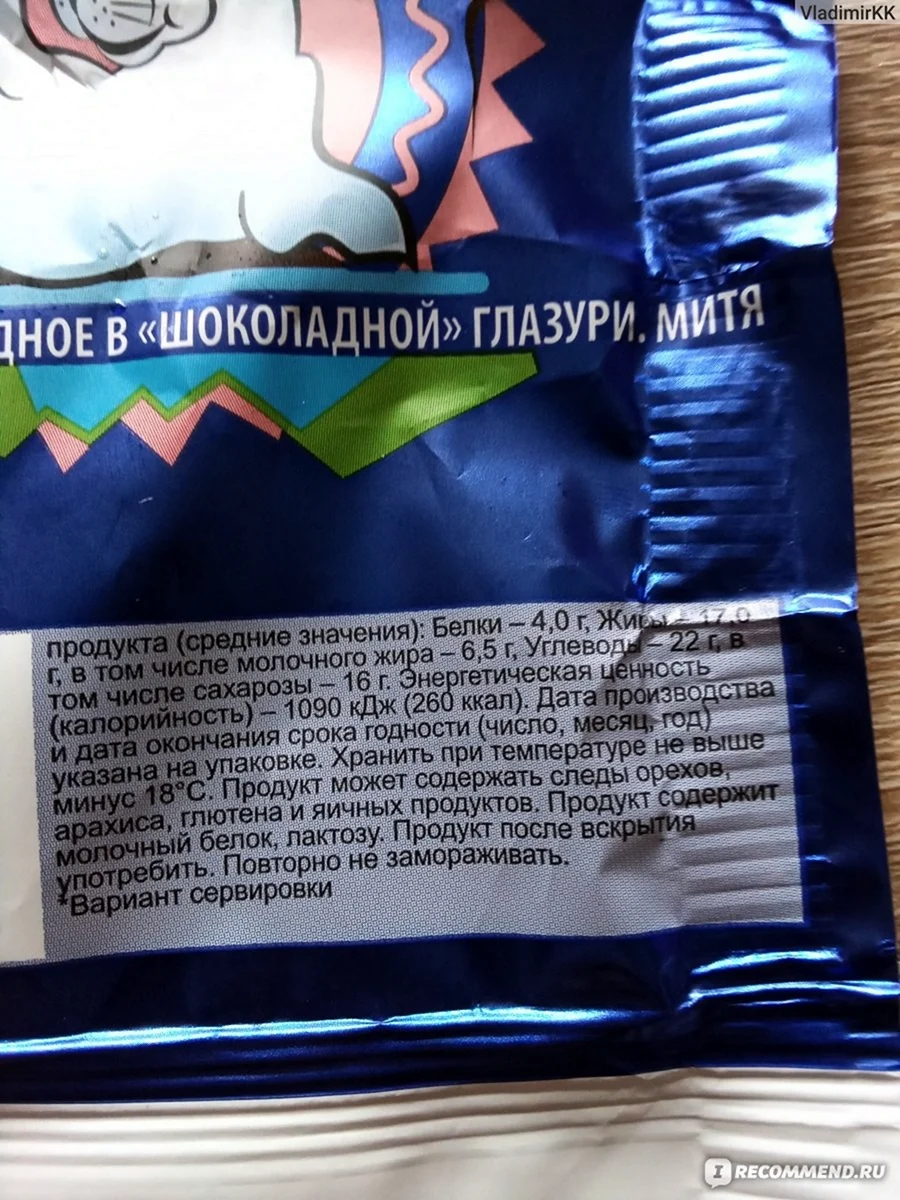 VladimirKK
ДНОЕ В «ШОКОЛАДНОЙ» ГЛАЗУРИ. МИТЯ
продукта (средние значения): Белки – 4,0 г, Жиры – 17,0
г, в том числе молочного жира – 6,5 г, Углеводы – 22 г, в
том числе сахарозы – 16 г. Энергетическая ценность
(калорийность) – 1090 кДж (260 ккал). Дата производства
и дата окончания срока годности (число, месяц, год)
указана на упаковке. Хранить при температуре не выше
минус 18°С. Продукт может содержать следы орехов,
арахиса, глютена и яичных продуктов. Продукт содержит
молочный белок, лактозу. Продукт после вскрытия
употребить. Повторно не замораживать.
*Вариант сервировки
I RECOMMEND.RU